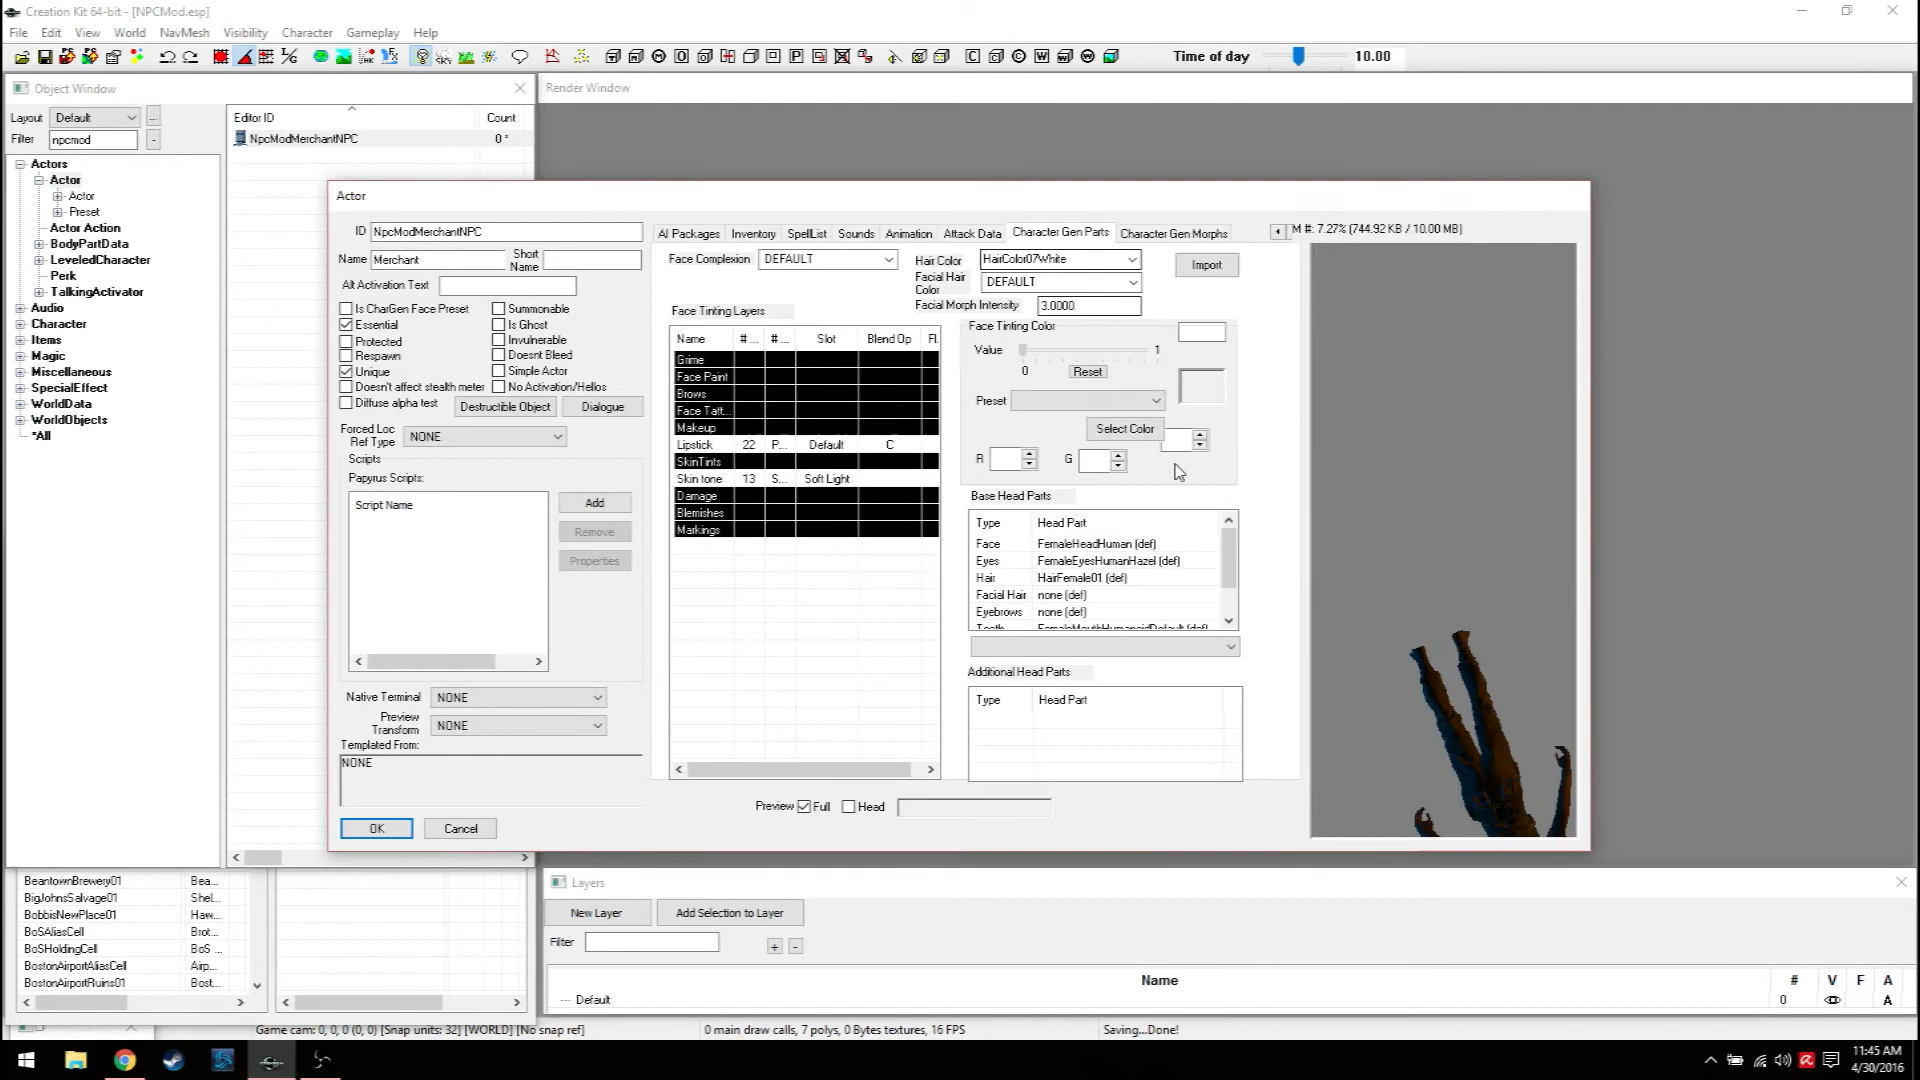 Creation Kit 64-bit - [NPCMod.esp]
File Edit View World NavMesh Visibility Character Gameplay Help
Time of day 10.00
Object Window
Render Window
Layout Default ...
Filter npcmod -
Editor ID Count
NpcModMerchantNPC 0 *
Actors
Actor
Actor
Preset
Actor Action
BodyPartData
LeveledCharacter
Perk
TalkingActivator
Audio
Character
Items
Magic
Miscellaneous
SpecialEffect
WorldData
WorldObjects
*All
Actor
ID NpcModMerchantNPC
Name Merchant Short Name
Alt Activation Text
Is CharGen Face Preset Summonable
Essential Is Ghost
Protected Invulnerable
Respawn Doesnt Bleed
Unique Simple Actor
Doesn't affect stealth meter No Activation/Hellos
Diffuse alpha test Destructible Object Dialogue
Forced Loc Ref Type NONE
Scripts
Papyrus Scripts:
Script Name
Add
Remove
Properties
Native Terminal NONE
Preview Transform NONE
Templated From:
NONE
OK Cancel
AI Packages Inventory SpellList Sounds Animation Attack Data Character Gen Parts Character Gen Morphs
M #: 7.27% (744.92 KB / 10.00 MB)
Face Complexion DEFAULT
Hair Color HairColor07White
Import
Facial Hair Color DEFAULT
Facial Morph Intensity 3.0000
Face Tinting Layers
Name #... #... Slot Blend Op Fl.
Grime
Face Paint
Brows
Face Tatt...
Makeup
Lipstick 22 P... Default C
SkinTints
Skin tone 13 S... Soft Light
Damage
Blemishes
Markings
Face Tinting Color
Value 1
0 Reset
Preset
Select Color
R G
Base Head Parts
Type Head Part
Face FemaleHeadHuman (def)
Eyes FemaleEyesHumanHazel (def)
Hair HairFemale01 (def)
Facial Hair none (def)
Eyebrows none (def)
Teeth FemaleMouthHumanoidDefault (def)
Additional Head Parts
Type Head Part
Preview Full Head
BeantownBrewery01 Bea...
BigJohnsSalvage01 Shel...
BobbisNewPlace01 Haw...
BoSAliasCell Brot...
BoSHoldingCell BoS ...
BostonAirportAliasCell Airp...
BostonAirportRuins01 Bost...
Layers
New Layer Add Selection to Layer
Filter + -
Name # V F A
Default 0 A
Game cam: 0, 0, 0 (0, 0) [Snap units: 32] [WORLD] [No snap ref]
0 main draw calls, 7 polys, 0 Bytes textures, 16 FPS
Saving...Done!
11:45 AM
4/30/2016